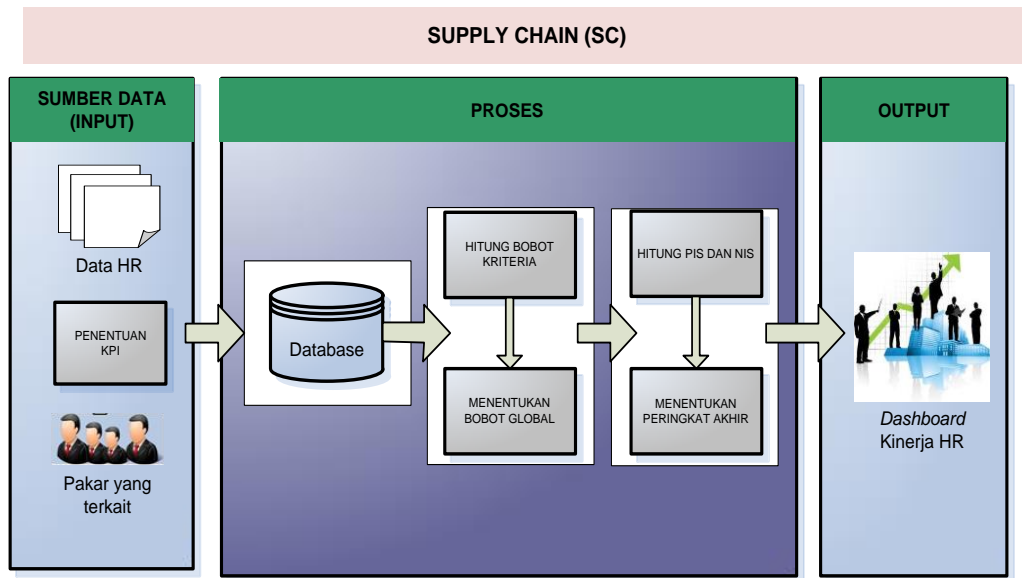 SUPPLY CHAIN (SC)
SUMBER DATA
(INPUT)
Data HR
PENENTUAN
KPI
Pakar yang
terkait
PROSES
Database
HITUNG BOBOT
KRITERIA
MENENTUKAN
BOBOT GLOBAL
HITUNG PIS DAN NIS
MENENTUKAN
PERINGKAT AKHIR
OUTPUT
Dashboard
Kinerja HR